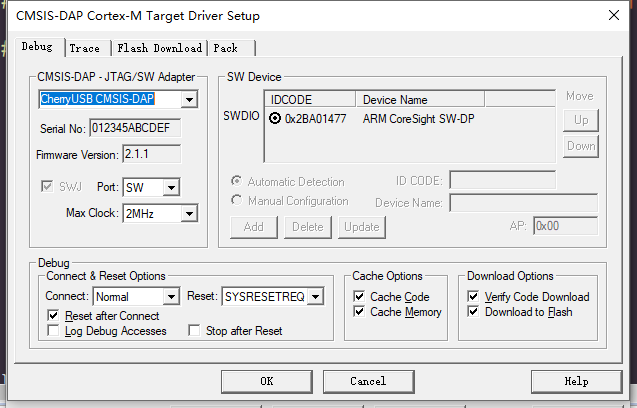 CMSIS-DAP Cortex-M Target Driver Setup
Debug Trace Flash Download Pack
CMSIS-DAP - JTAG/SW Adapter
CherryUSB CMSIS-DAP
Serial No: 012345ABCDEF
Firmware Version: 2.1.1
SWJ Port: SW
Max Clock: 2MHz
SW Device
IDCODE Device Name
SWDIO 0x2BA01477 ARM CoreSight SW-DP
Move
Up
Down
Automatic Detection
Manual Configuration
ID CODE:
Device Name:
Add Delete Update
AP: 0x00
Debug
Connect & Reset Options
Connect: Normal Reset: SYSRESETREQ
Reset after Connect
Log Debug Accesses Stop after Reset
Cache Options
Cache Code
Cache Memory
Download Options
Verify Code Download
Download to Flash
OK Cancel Help